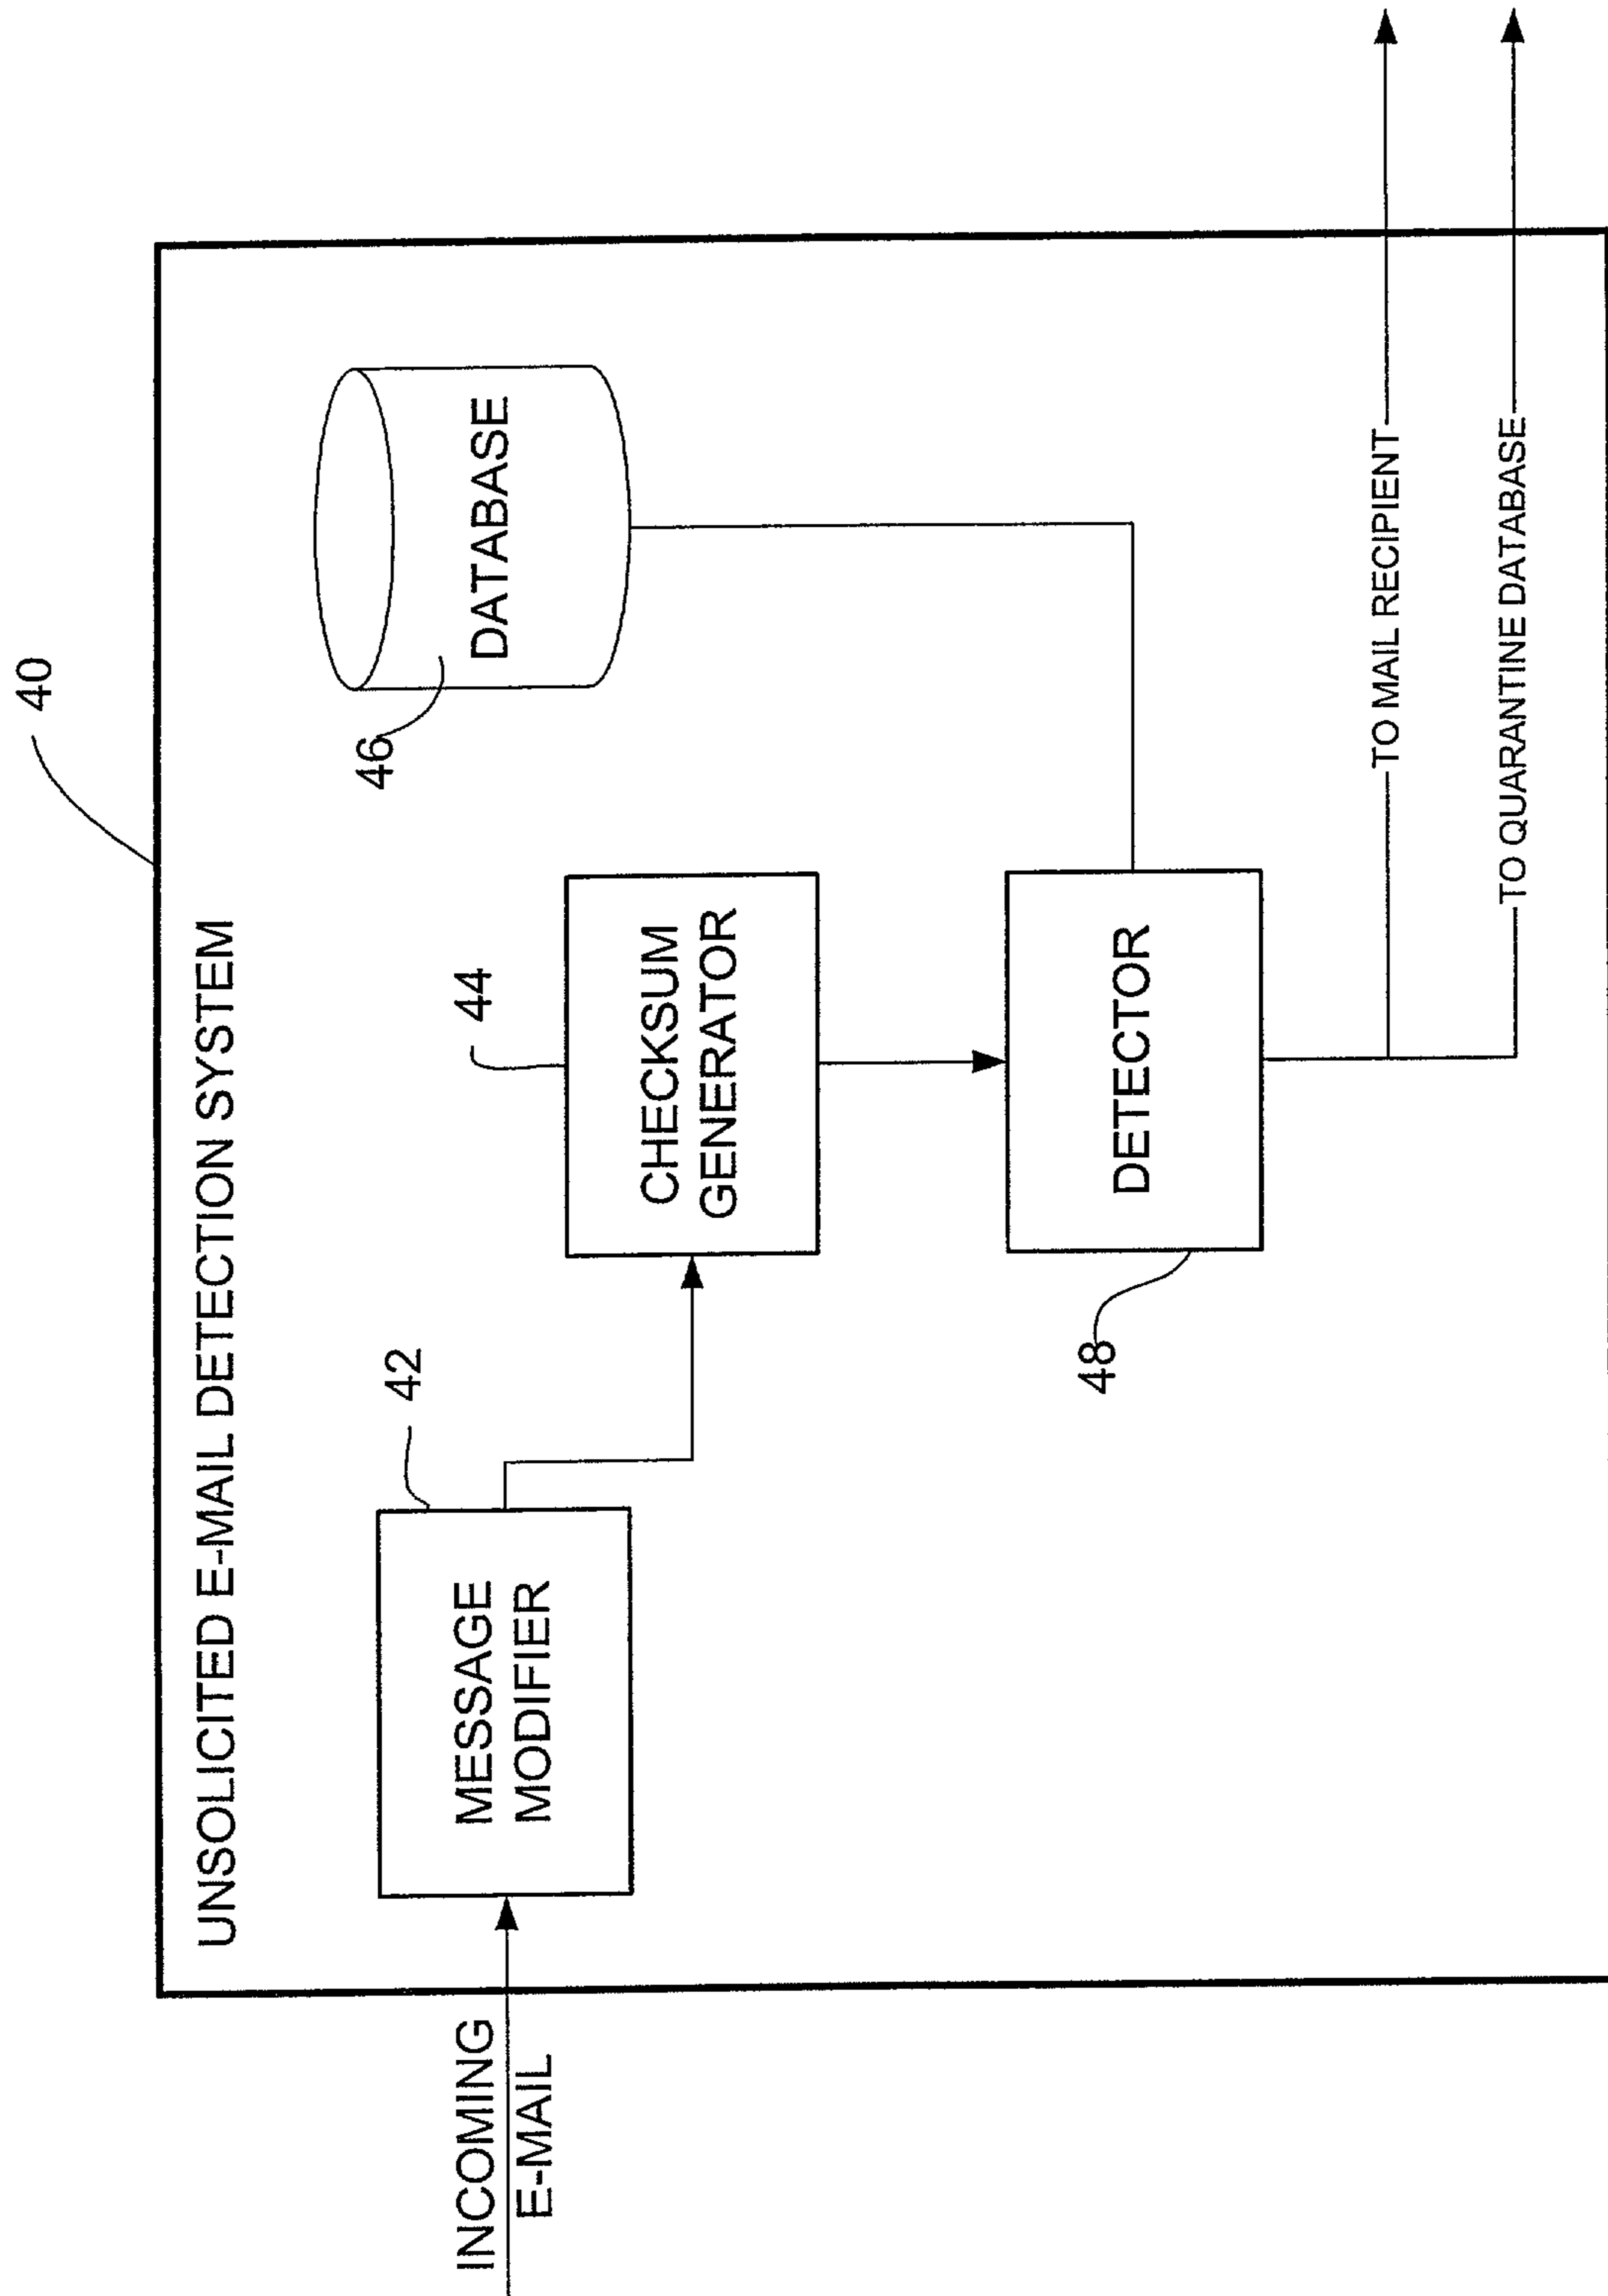 40
UNSOLICITED E-MAIL DETECTION SYSTEM
INCOMING
E-MAIL
MESSAGE
MODIFIER
42
CHECKSUM
GENERATOR
44
DATABASE
46
DETECTOR
48
TO MAIL RECIPIENT
TO QUARANTINE DATABASE